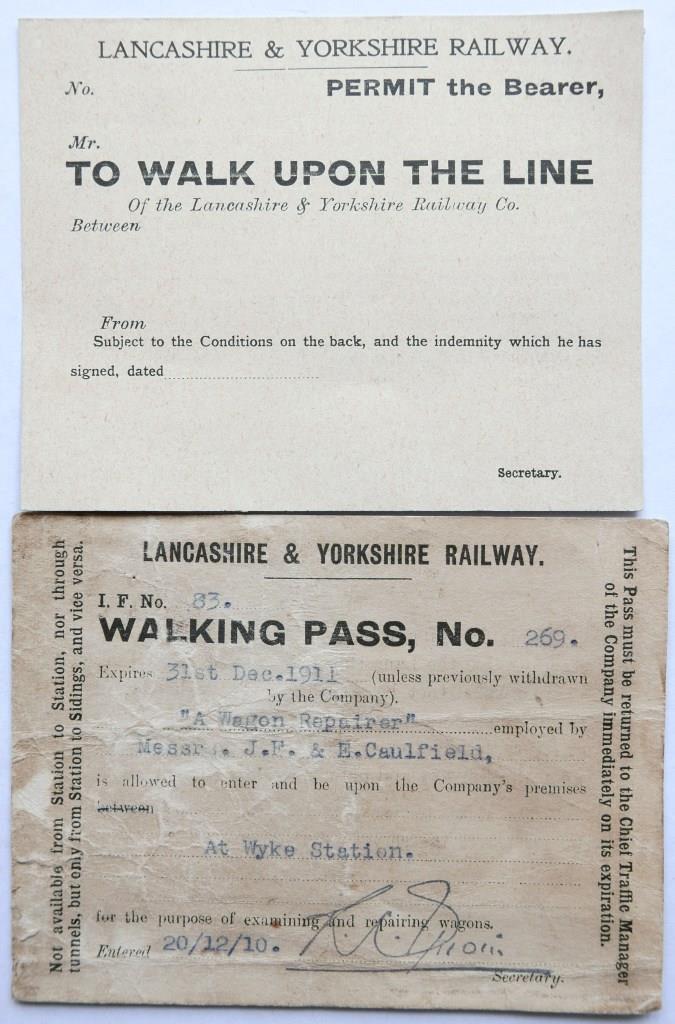 LANCASHIRE & YORKSHIRE RAILWAY.
No.
PERMIT the Bearer,
Mr.
TO WALK UPON THE LINE
Of the Lancashire & Yorkshire Railway Co.
Between
From
Subject to the Conditions on the back, and the indemnity which he has
signed, dated
Secretary.
LANCASHIRE & YORKSHIRE RAILWAY.
I. F. No. 83.
WALKING PASS, No. 269.
Expires 31st Dec.1911 (unless previously withdrawn
by the Company).
"A Wagon Repairer" employed by
Messrs. J.F. & E.Caulfield,
is allowed to enter and be upon the Company's premises
between
At Wyke Station.
for the purpose of examining and repairing wagons.
Entered 20/12/10.
Secretary.
Not available from Station to Station, nor through
tunnels, but only from Station to Sidings, and vice versa.
This Pass must be returned to the Chief Traffic Manager
of the Company immediately on its expiration.